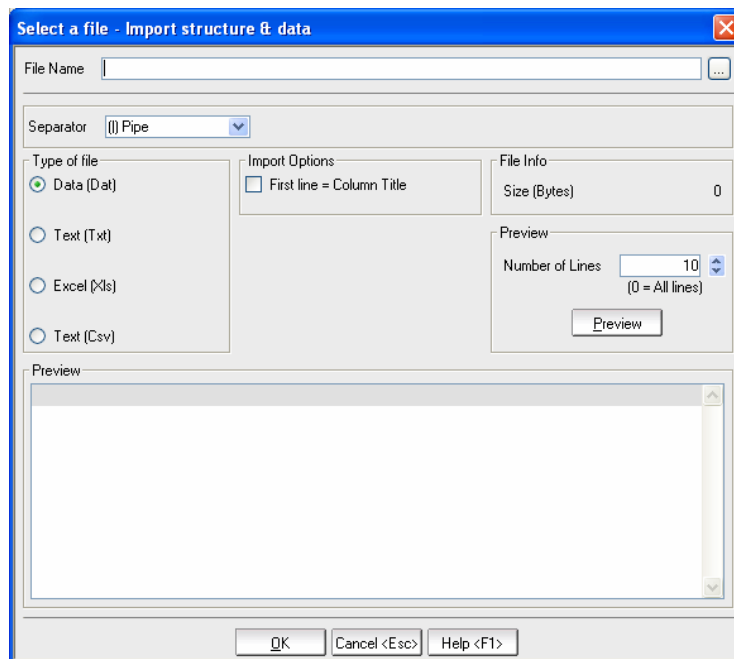 Select a file - Import structure & data
File Name
...
Separator (|) Pipe
Type of file
Data (Dat)
Text (Txt)
Excel (Xls)
Text (Csv)
Import Options
First line = Column Title
File Info
Size (Bytes) 0
Preview
Number of Lines 10
(0 = All lines)
Preview
Preview
OK Cancel <Esc> Help <F1>